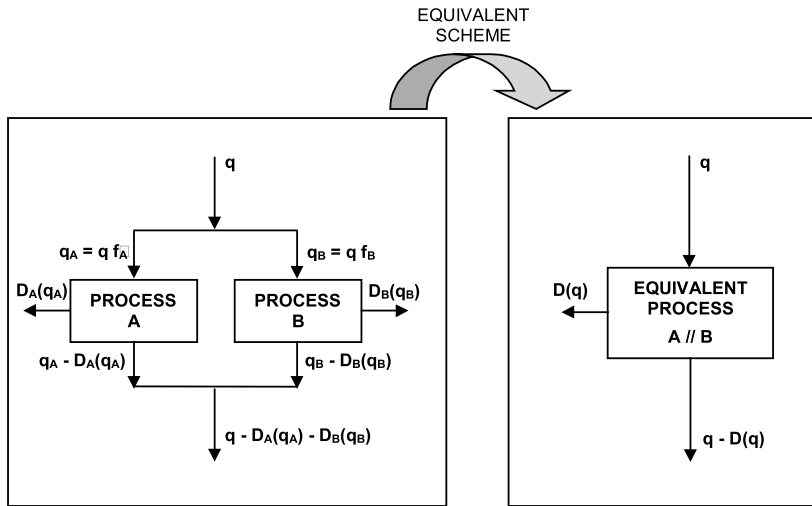 EQUIVALENT
SCHEME
q
qA = q fA
qB = q fB
DA(qA)
PROCESS
A
PROCESS
B
DB(qB)
qA - DA(qA)
qB - DB(qB)
q - DA(qA) - DB(qB)
q
D(q)
EQUIVALENT
PROCESS
A // B
q - D(q)